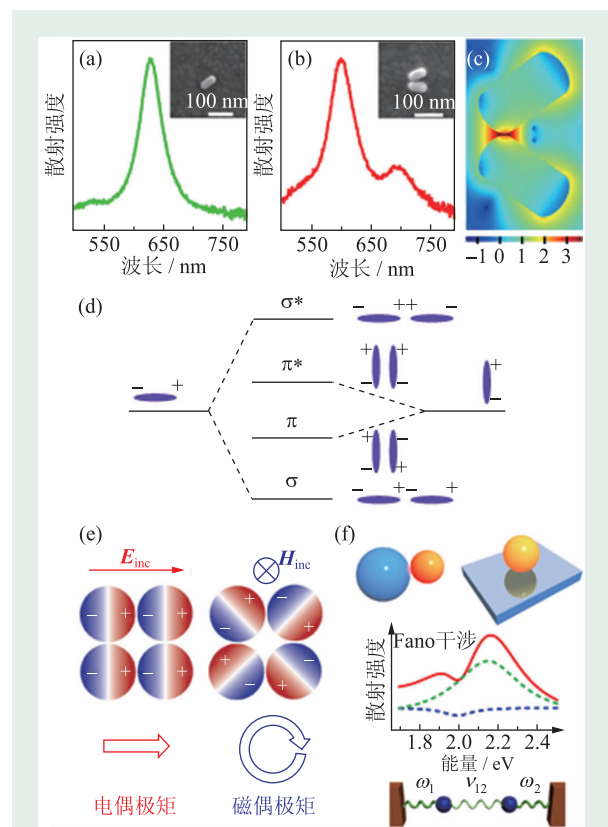 (a)
100 nm
散射强度
550
650
750
波长 / nm
(b)
100 nm
散射强度
550
650
750
波长 / nm
(c)
−1 0 1 2 3
(d)
σ*
− ++ −
π*
+ +
− −
− +
+
−
π
+ −
− +
σ
− + − +
(e)
E inc
H inc
− + − +
− + − +
− + + −
+ − − +
电偶极矩
磁偶极矩
(f)
Fano干涉
散射强度
1.8 2.0 2.2 2.4
能量 / eV
ω1 ν12 ω2